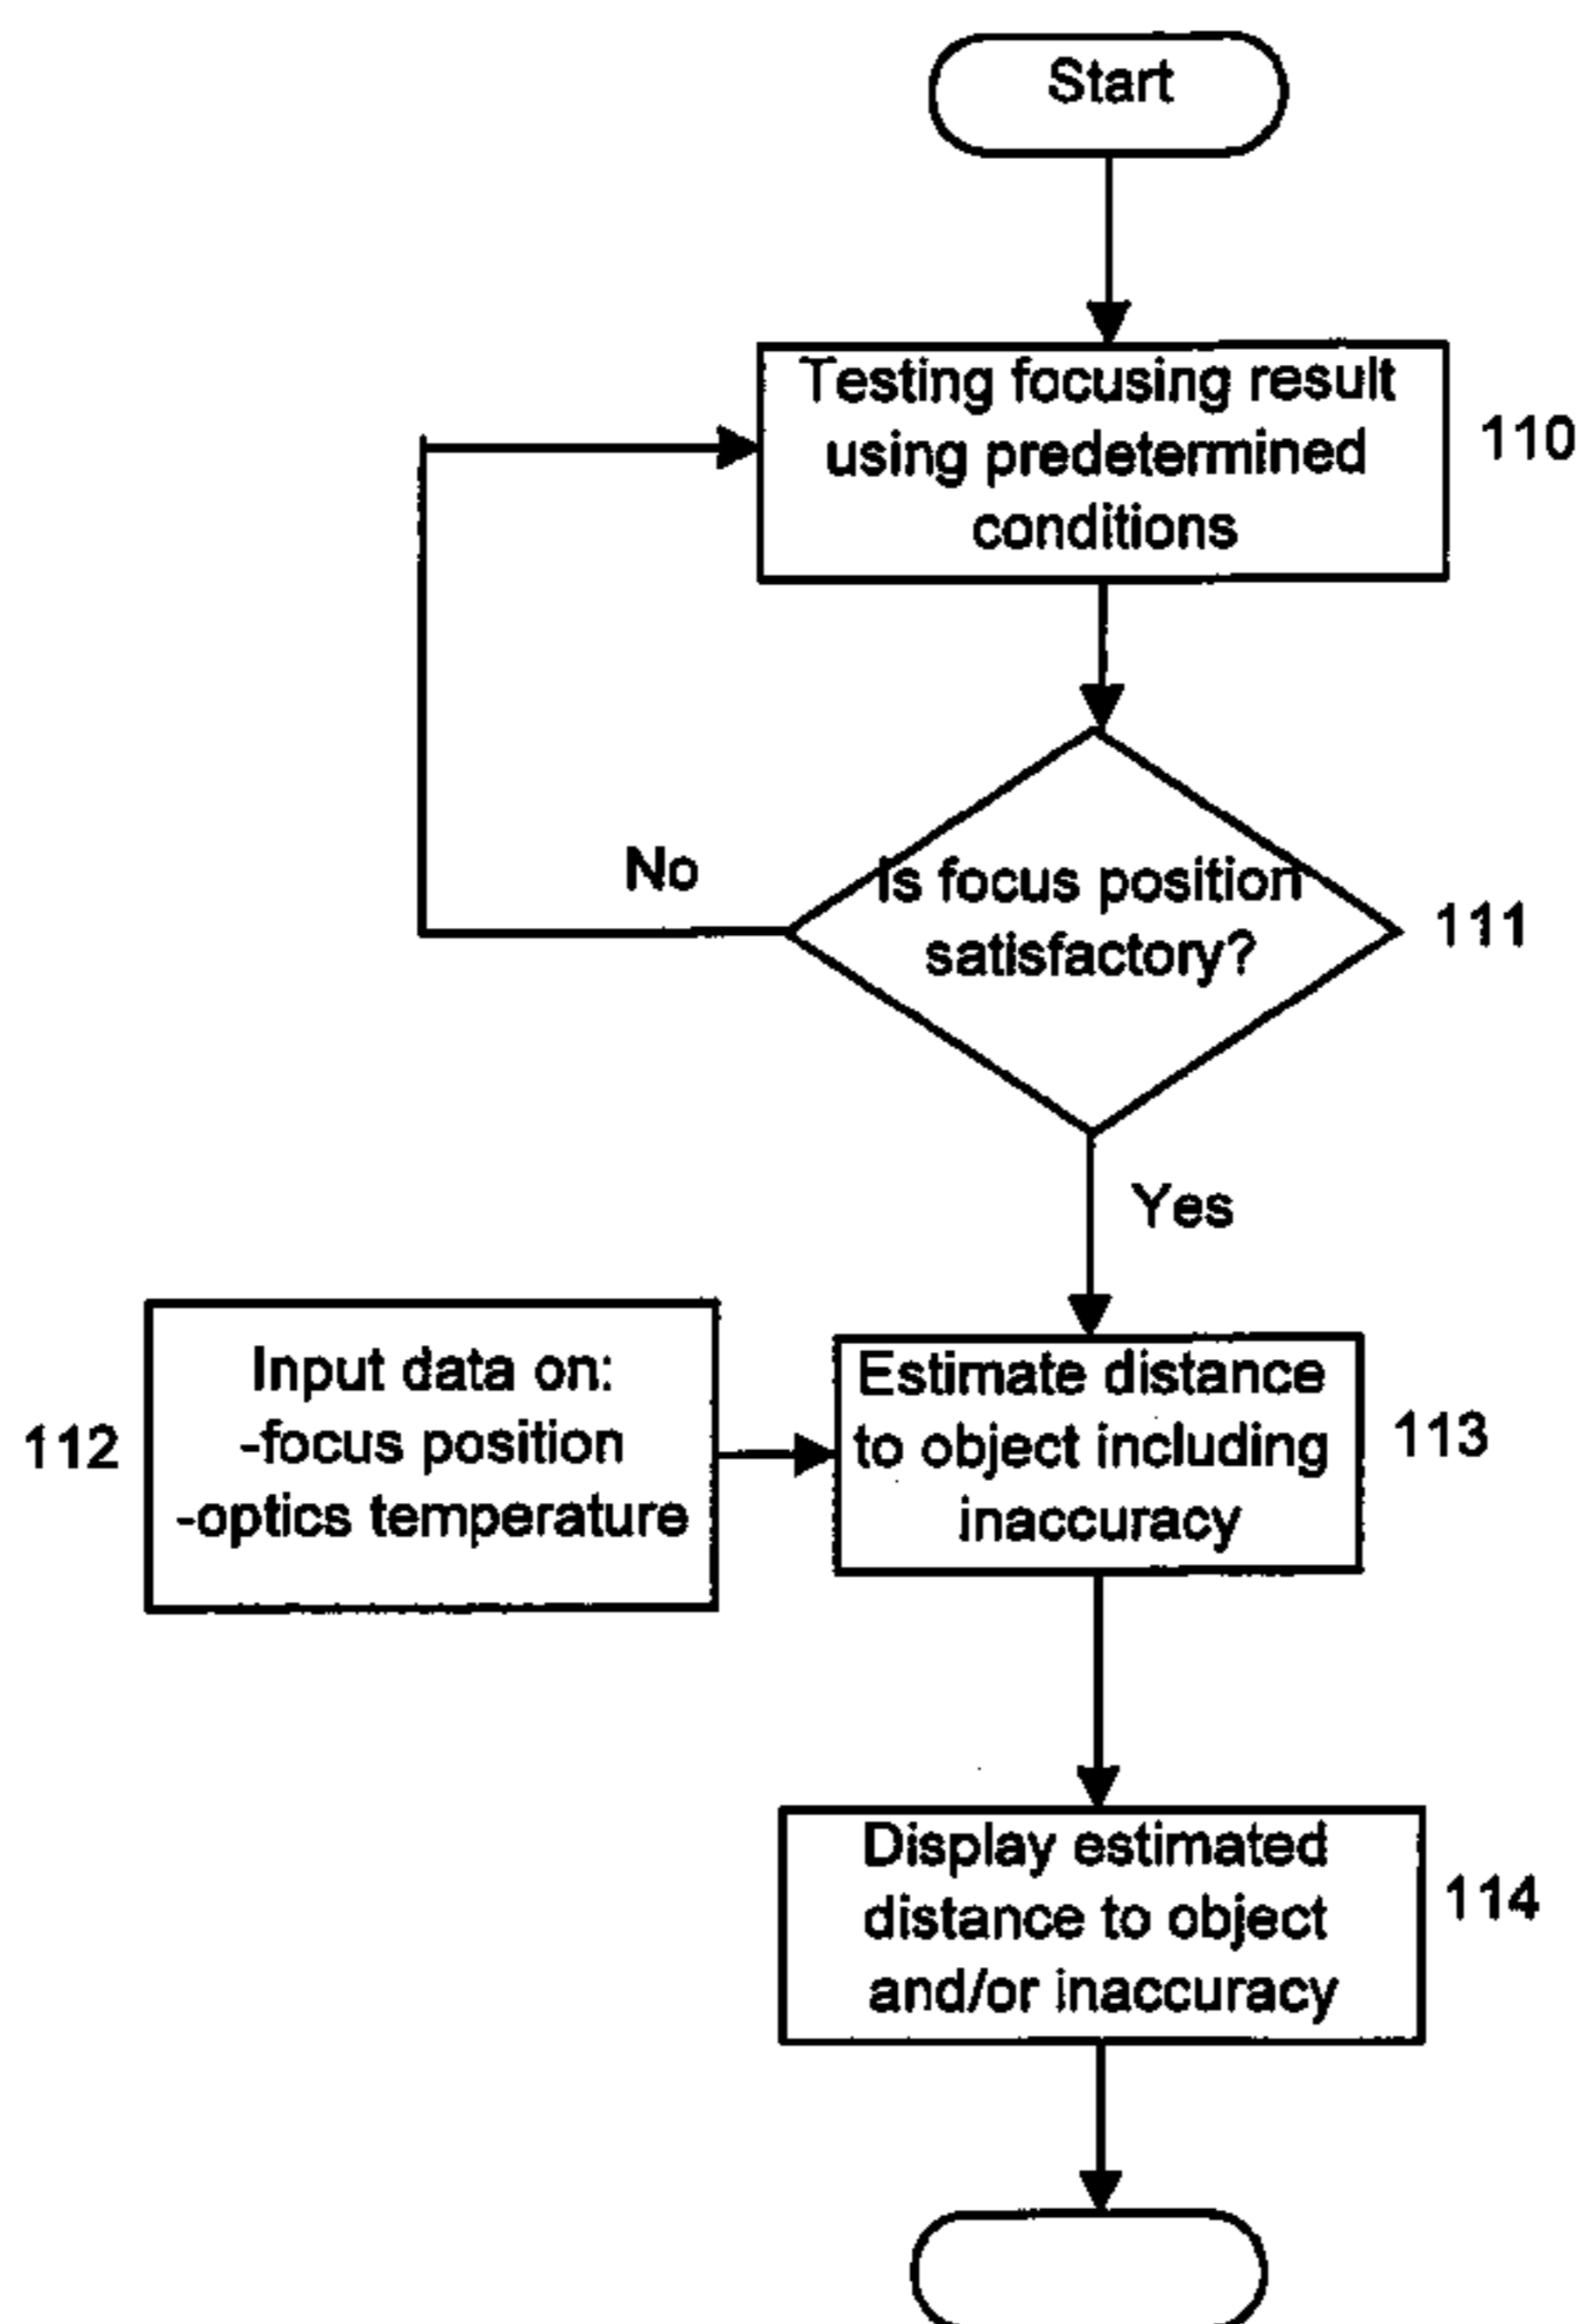 Start
Testing focusing result
using predetermined
conditions
110
No
Is focus position
satisfactory?
111
Yes
Input data on:
-focus position
-optics temperature
112
Estimate distance
to object including
inaccuracy
113
Display estimated
distance to object
and/or inaccuracy
114